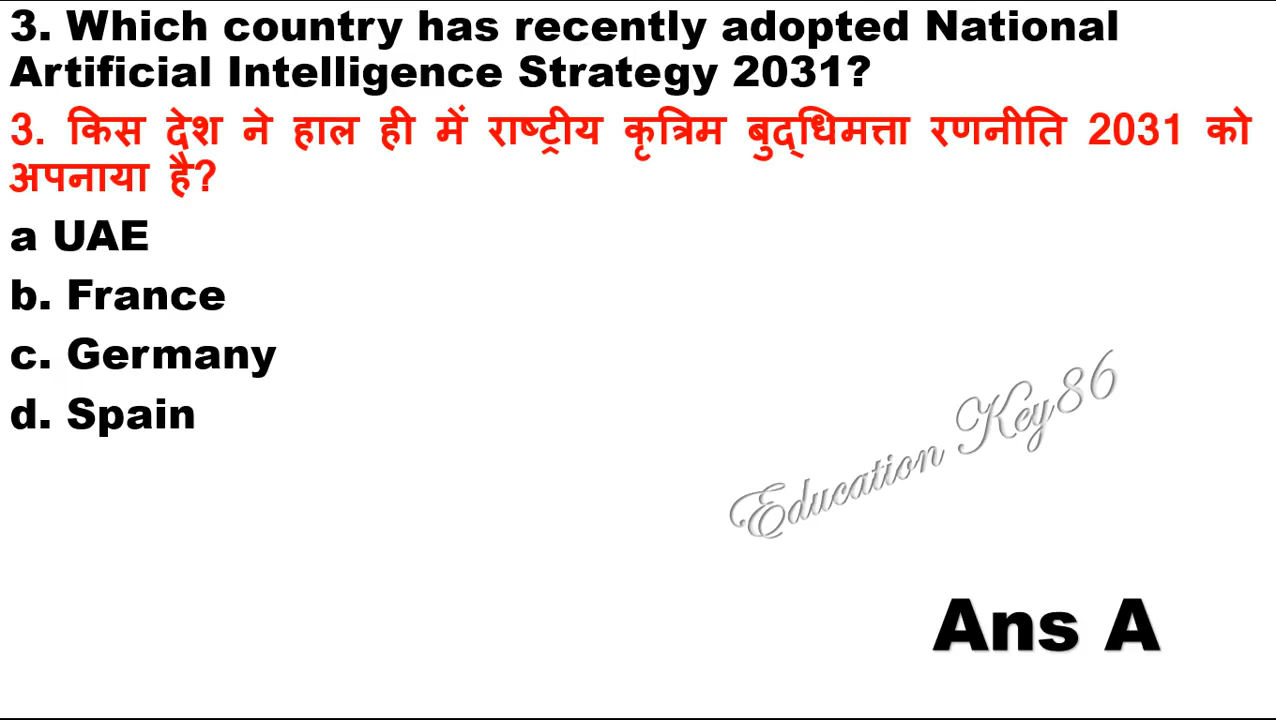 3. Which country has recently adopted National
Artificial Intelligence Strategy 2031?
3. किस देश ने हाल ही में राष्ट्रीय कृत्रिम बुद्धिमत्ता रणनीति 2031 को
अपनाया है?
a UAE
b. France
c. Germany
d. Spain
Education Key86
Ans A